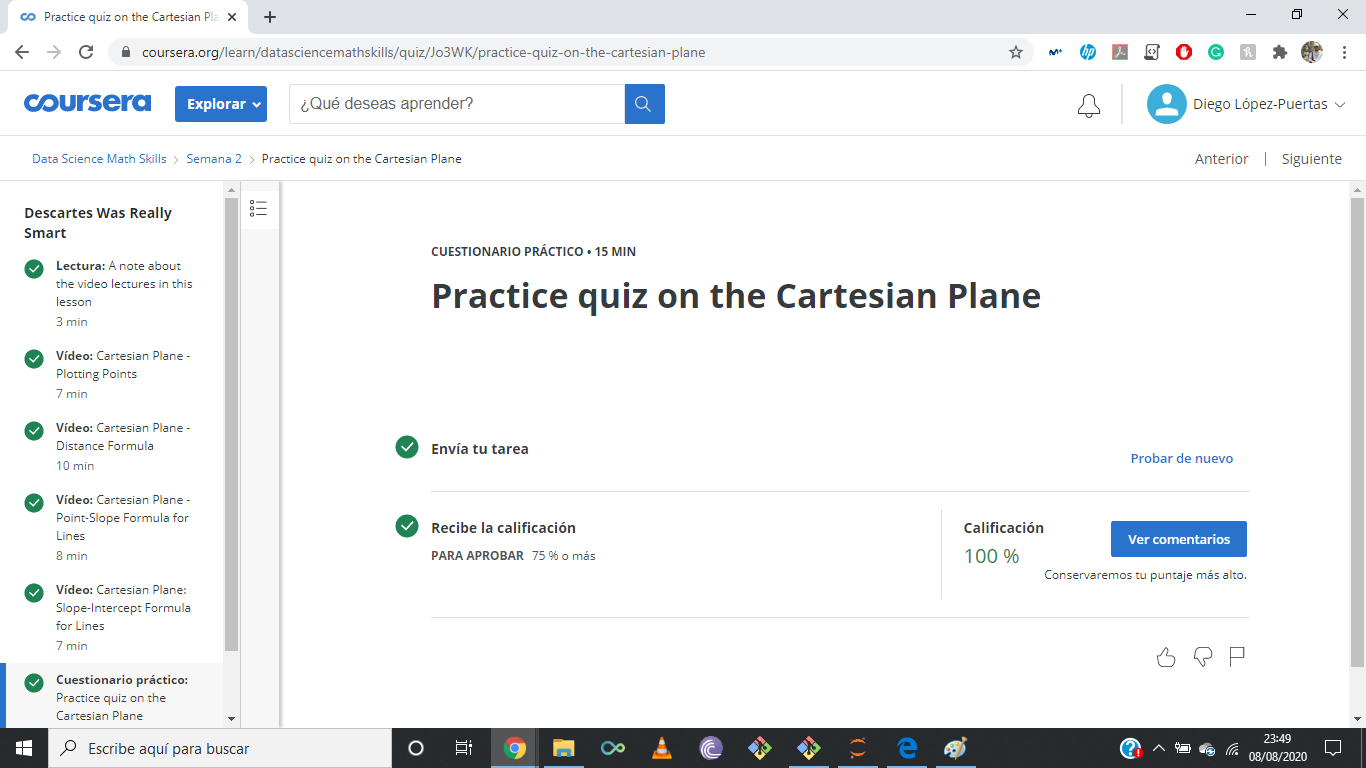 Practice quiz on the Cartesian Pla
coursera.org/learn/datasciencemathskills/quiz/Jo3WK/practice-quiz-on-the-cartesian-plane
coursera
Explorar
¿Qué deseas aprender?
Diego López-Puertas
Data Science Math Skills > Semana 2 > Practice quiz on the Cartesian Plane
Anterior | Siguiente
Descartes Was Really
Smart
Lectura: A note about
the video lectures in this
lesson
3 min
Vídeo: Cartesian Plane -
Plotting Points
7 min
Vídeo: Cartesian Plane -
Distance Formula
10 min
Vídeo: Cartesian Plane -
Point-Slope Formula for
Lines
8 min
Vídeo: Cartesian Plane:
Slope-Intercept Formula
for Lines
7 min
Cuestionario práctico:
Practice quiz on the
Cartesian Plane
CUESTIONARIO PRÁCTICO • 15 MIN
Practice quiz on the Cartesian Plane
Envía tu tarea
Probar de nuevo
Recibe la calificación
PARA APROBAR 75 % o más
Calificación
100 %
Ver comentarios
Conservaremos tu puntaje más alto.
Escribe aquí para buscar
23:49
08/08/2020